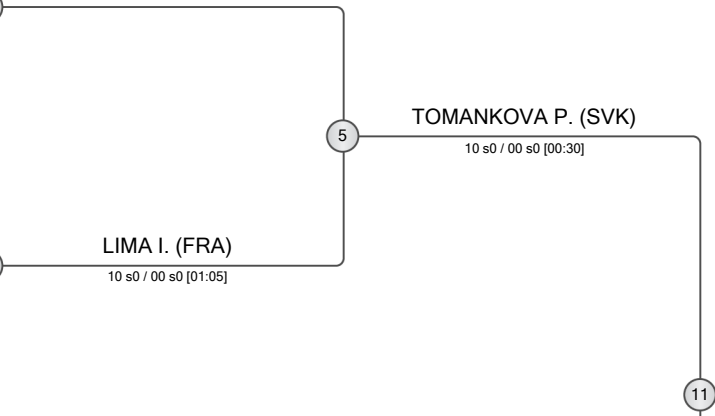 TOMANKOVA P. (SVK)
5
10 s0 / 00 s0 [00:30]
LIMA I. (FRA)
10 s0 / 00 s0 [01:05]
11